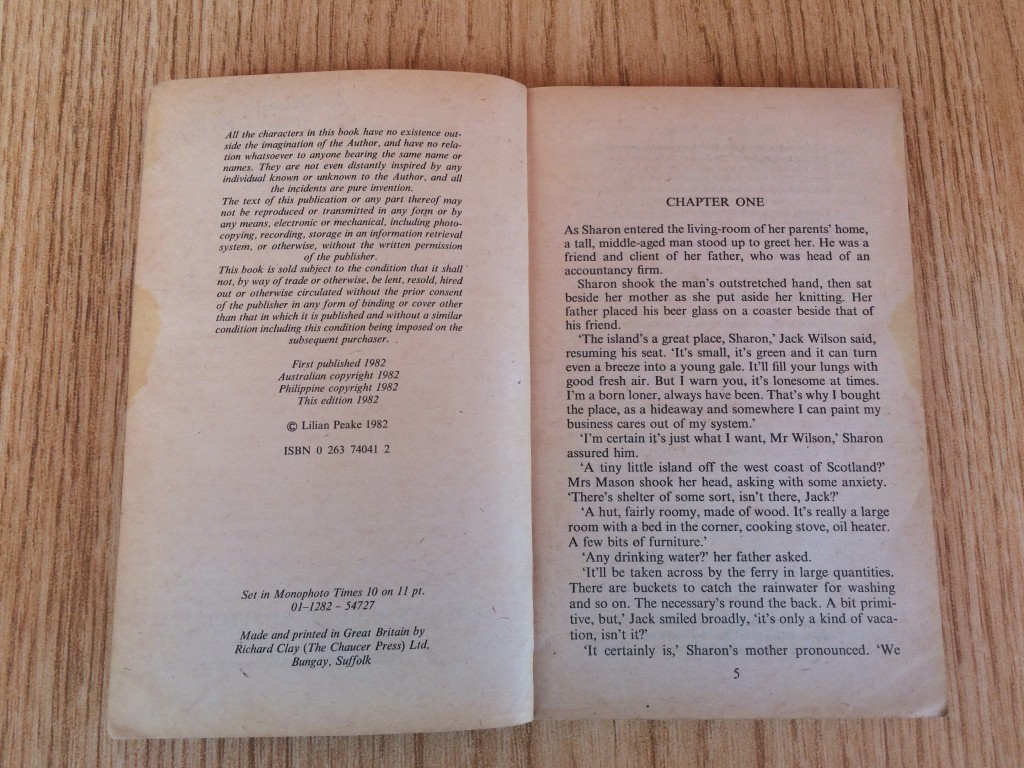 All the characters in this book have no existence out-
side the imagination of the Author, and have no rela-
tion whatsoever to anyone bearing the same name or
names. They are not even distantly inspired by any
individual known or unknown to the Author, and all
the incidents are pure invention.
The text of this publication or any part thereof may
not be reproduced or transmitted in any form or by
any means, electronic or mechanical, including photo-
copying, recording, storage in an information retrieval
system, or otherwise, without the written permission
of the publisher.
This book is sold subject to the condition that it shall
not, by way of trade or otherwise, be lent, resold, hired
out or otherwise circulated without the prior consent
of the publisher in any form of binding or cover other
than that in which it is published and without a similar
condition including this condition being imposed on the
subsequent purchaser.
First published 1982
Australian copyright 1982
Philippine copyright 1982
This edition 1982
© Lilian Peake 1982
ISBN 0 263 74041 2
Set in Monophoto Times 10 on 11 pt.
01–1282 – 54727
Made and printed in Great Britain by
Richard Clay (The Chaucer Press) Ltd,
Bungay, Suffolk
CHAPTER ONE
As Sharon entered the living-room of her parents' home,
a tall, middle-aged man stood up to greet her. He was a
friend and client of her father, who was head of an
accountancy firm.
Sharon shook the man's outstretched hand, then sat
beside her mother as she put aside her knitting. Her
father placed his beer glass on a coaster beside that of
his friend.
'The island's a great place, Sharon,' Jack Wilson said,
resuming his seat. 'It's small, it's green and it can turn
even a breeze into a young gale. It'll fill your lungs with
good fresh air. But I warn you, it's lonesome at times.
I'm a born loner, always have been. That's why I bought
the place, as a hideaway and somewhere I can paint my
business cares out of my system.'
'I'm certain it's just what I want, Mr Wilson,' Sharon
assured him.
'A tiny little island off the west coast of Scotland?'
Mrs Mason shook her head, asking with some anxiety.
'There's shelter of some sort, isn't there, Jack?'
'A hut, fairly roomy, made of wood. It's really a large
room with a bed in the corner, cooking stove, oil heater.
A few bits of furniture.'
'Any drinking water?' her father asked.
'It'll be taken across by the ferry in large quantities.
There are buckets to catch the rainwater for washing
and so on. The necessary's round the back. A bit primi-
tive, but,' Jack smiled broadly, 'it's only a kind of vaca-
tion, isn't it?'
'It certainly is,' Sharon's mother pronounced. 'We
5